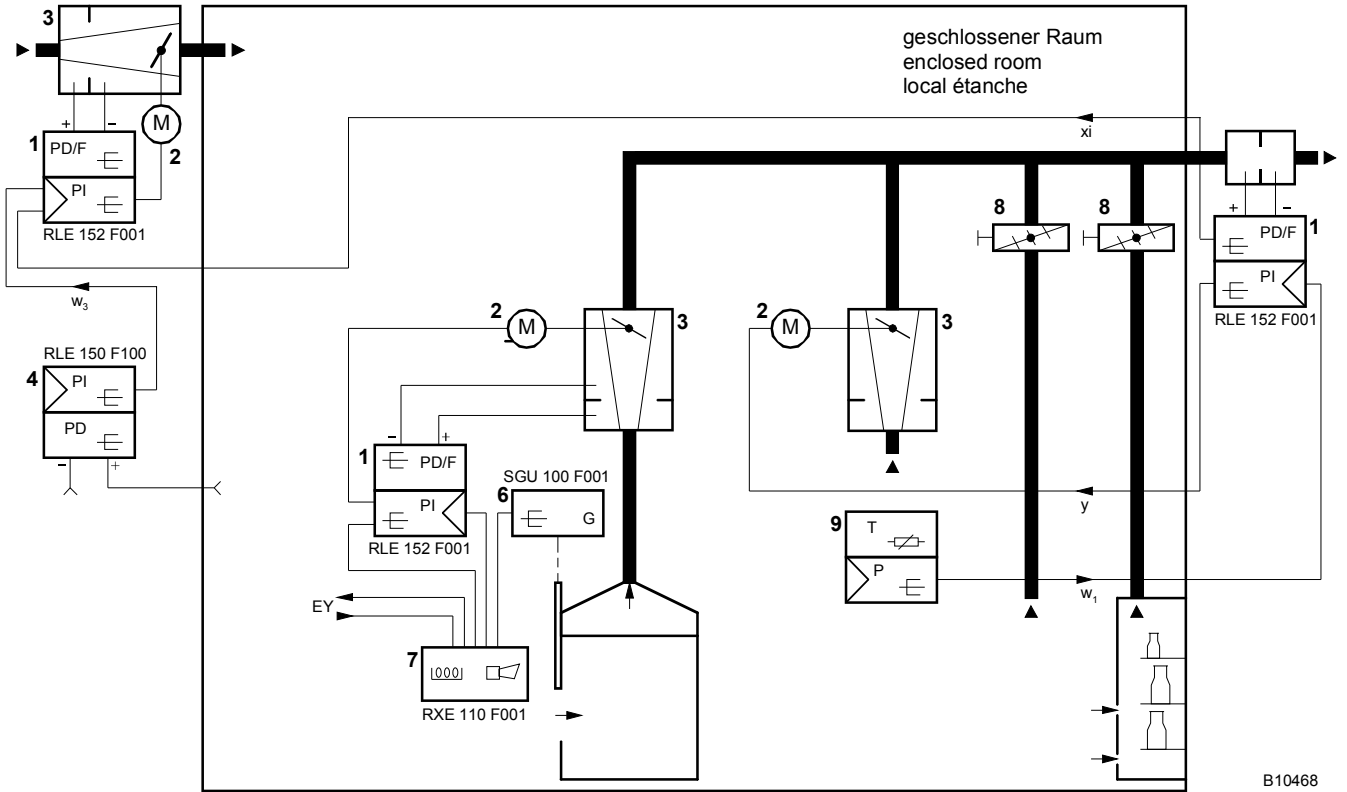 3
geschlossener Raum
enclosed room
local étanche
+ - M
xi
1 PD/F
2
PI
RLE 152 F001
8 8
+ -
PD/F 1
PI
RLE 152 F001
w3
2 M 3
2 M 3
RLE 150 F100
4 PI
PD
- +
- +
1 PD/F
PI
RLE 152 F001
SGU 100 F001
6 G
y
9 T
P
w1
EY
7
RXE 110 F001
B10468